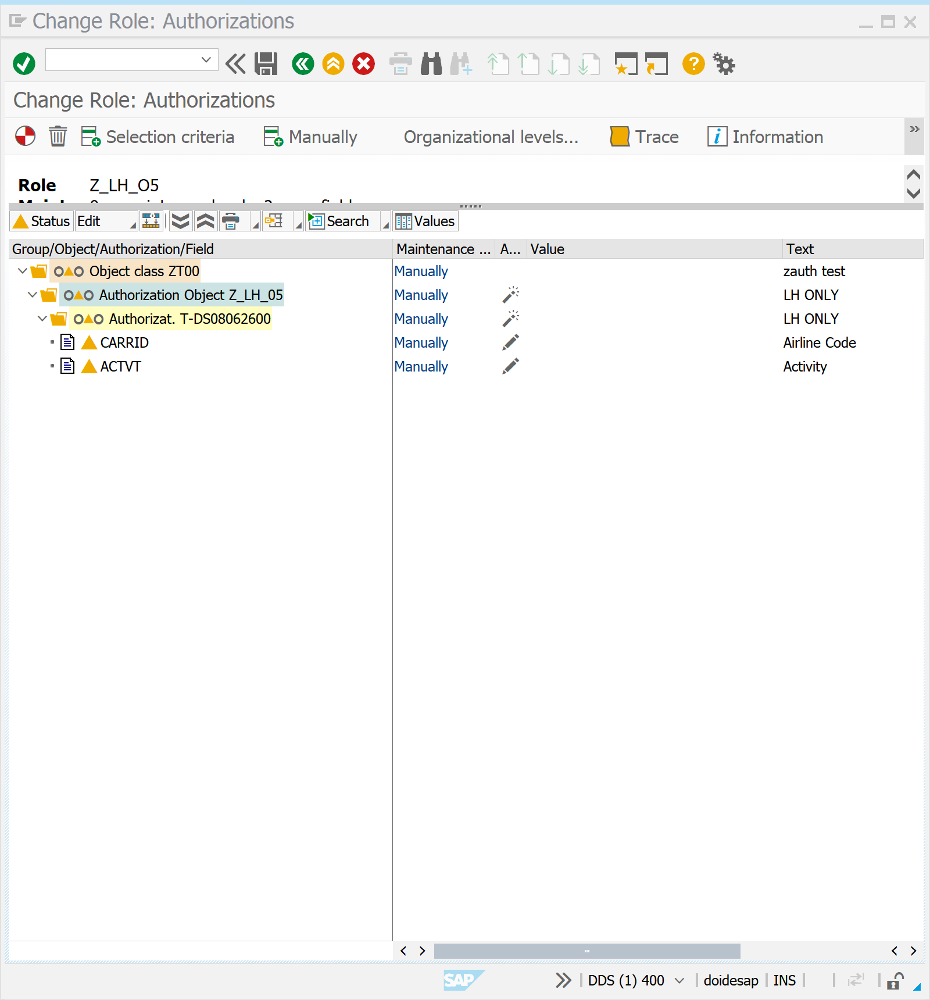 Change Role: Authorizations
Change Role: Authorizations
Selection criteria Manually Organizational levels... Trace Information
Role Z_LH_O5
Status Edit Search Values
Group/Object/Authorization/Field Maintenance ... A... Value Text
Object class ZT00 Manually zauth test
Authorization Object Z_LH_05 Manually LH ONLY
Authorizat. T-DS08062600 Manually LH ONLY
CARRID Manually Airline Code
ACTVT Manually Activity
SAP DDS (1) 400 doidesap INS